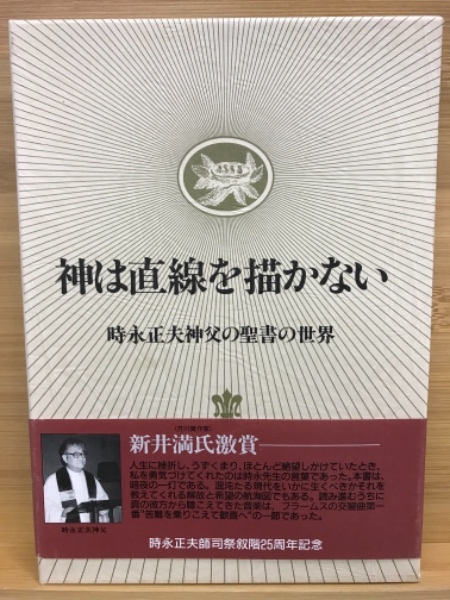 神は直線を描かない
時永正夫神父の聖書の世界
(芥川賞作家)
新井満氏激賞
人生に挫折し、うずくまり、ほとんど絶望しかけていたとき、
私を勇気づけてくれたのは時永先生の言葉であった。本書は、
暗夜の一灯である。混沌たる現代をいかに生くべきかそれを
教えてくれる解放と希望の航海図でもある。読み進むうちに
頁の彼方から聴こえてきた音楽は、ブラームスの交響曲第一
番“苦難を乗りこえて歓喜へ”の一節であった。
時永正夫神父
時永正夫師司祭叙階25周年記念